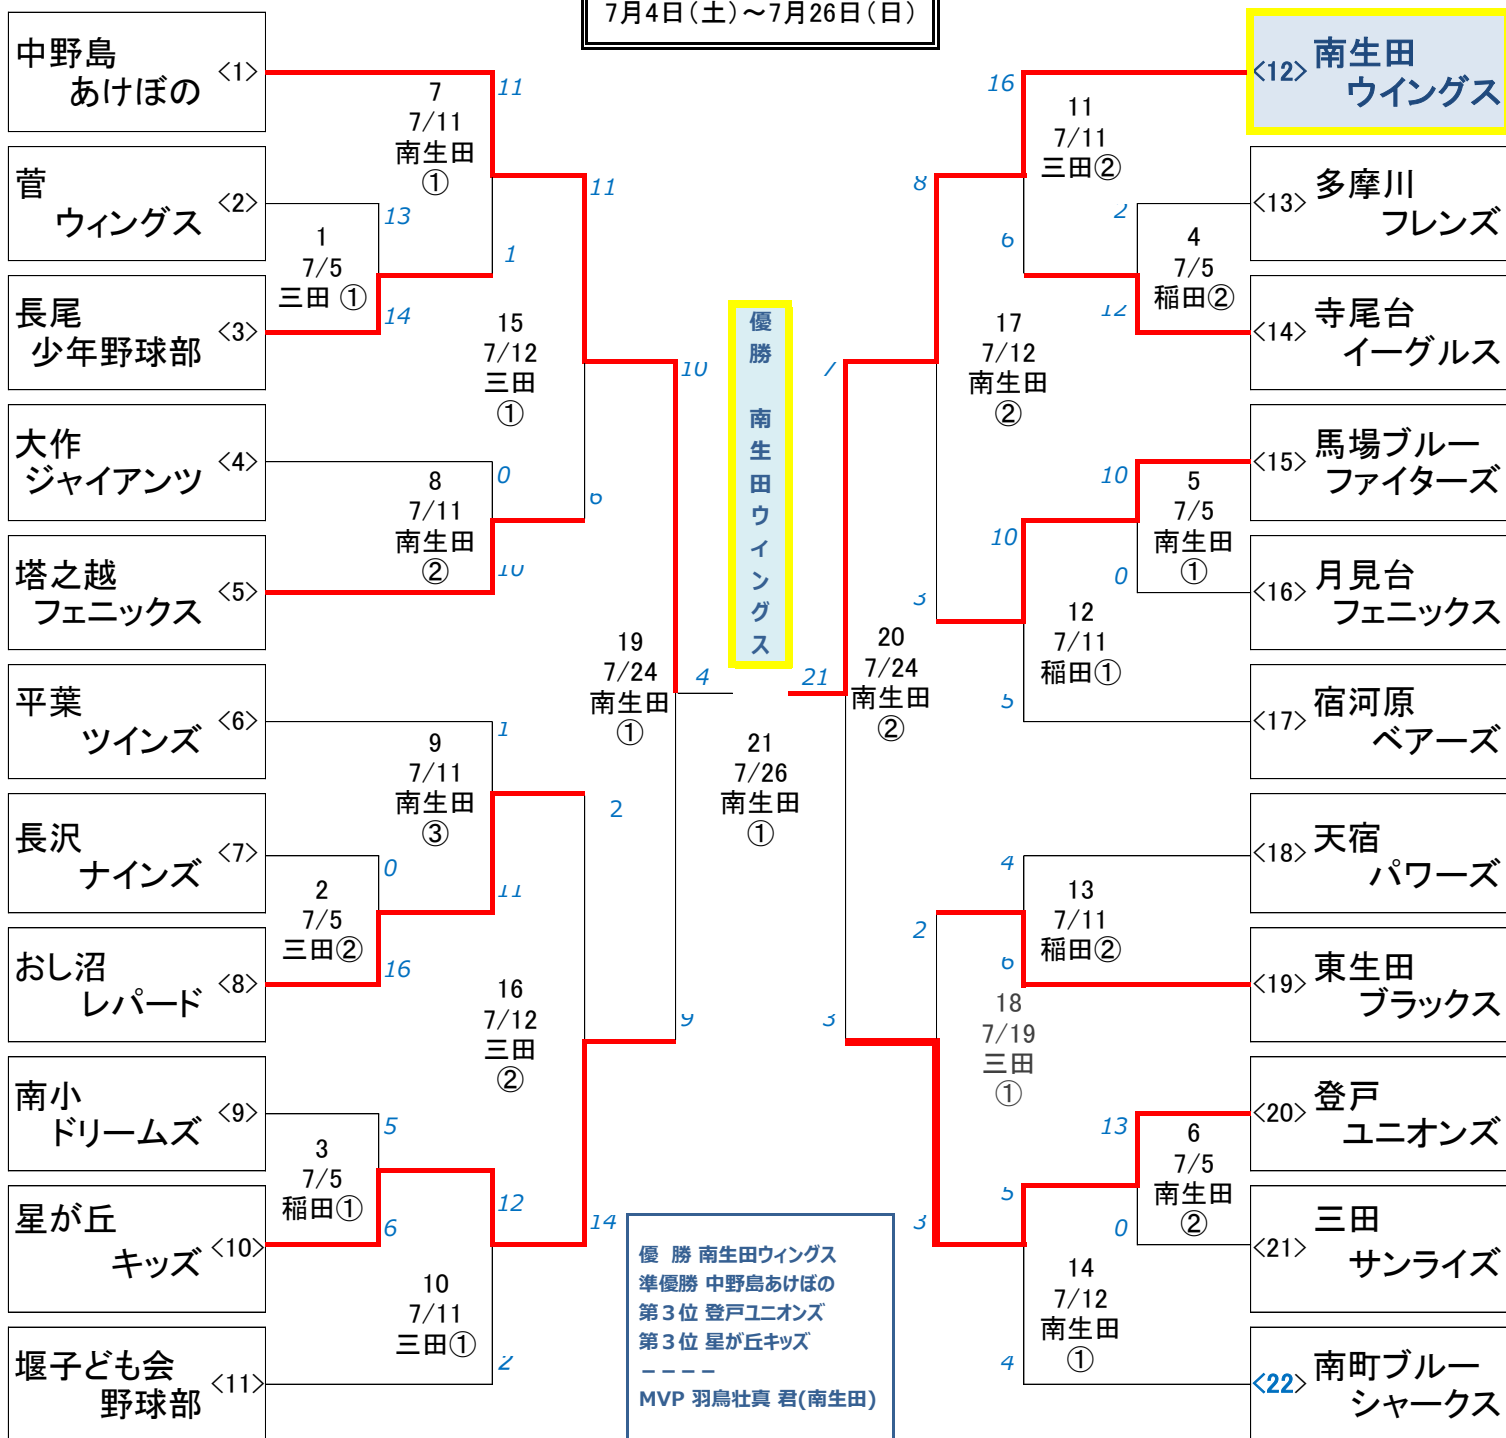 7月4日(土)～7月26日(日)
中野島
あけぼの
<1>
菅
ウィングス
<2>
長尾
少年野球部
<3>
大作
ジャイアンツ
<4>
塔之越
フェニックス
<5>
平葉
ツインズ
<6>
長沢
ナインズ
<7>
おし沼
レパード
<8>
南小
ドリームズ
<9>
星が丘
キッズ
<10>
堰子ども会
野球部
<11>
1
7/5
三田 ①
13
14
2
7/5
三田②
0
16
3
7/5
稲田①
5
6
7
7/11
南生田
①
11
1
8
7/11
南生田
②
0
10
9
7/11
南生田
③
1
11
10
7/11
三田①
12
2
15
7/12
三田
①
11
6
16
7/12
三田
②
2
14
19
7/24
南生田
①
10
9
優勝 南生田ウイングス
4
21
21
7/26
南生田
①
20
7/24
南生田
②
7
3
17
7/12
南生田
②
8
3
18
7/19
三田
①
2
3
11
7/11
三田②
16
6
12
7/11
稲田①
10
5
13
7/11
稲田②
4
6
14
7/12
南生田
①
5
4
4
7/5
稲田②
2
12
5
7/5
南生田
①
10
0
6
7/5
南生田
②
13
0
<12>
南生田
ウイングス
<13>
多摩川
フレンズ
<14>
寺尾台
イーグルス
<15>
馬場ブルー
ファイターズ
<16>
月見台
フェニックス
<17>
宿河原
ベアーズ
<18>
天宿
パワーズ
<19>
東生田
ブラックス
<20>
登戸
ユニオンズ
<21>
三田
サンライズ
<22>
南町ブルー
シャークス
優 勝 南生田ウィングス
準優勝 中野島あけぼの
第３位 登戸ユニオンズ
第３位 星が丘キッズ
－－－－
MVP 羽鳥壮真 君(南生田)